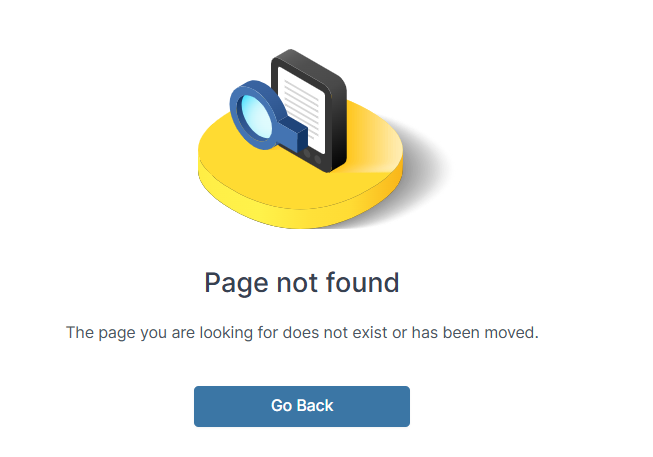 Page not found
The page you are looking for does not exist or has been moved.
Go Back